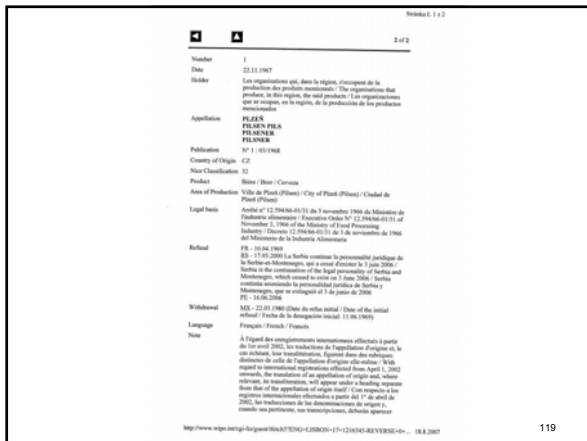 Stránka č. 1 z 2
2 of 2
Number 1
Date 22.11.1967
Holder Les organisations qui, dans la région, s'occupent de la
production des produits mentionnés / The organisations that
produce, in this region, the said products / Las organizaciones
que se ocupan, en la región, de la producción de los productos
mencionados
Appellation PLZEŇ
PILSEN PILS
PILSENER
PILSNER
Publication N° 1 : 03/1968
Country of Origin CZ
Nice Classification 32
Product Bière / Beer / Cerveza
Area of Production Ville de Plzeň (Pilsen) / City of Plzeň (Pilsen) / Ciudad de
Plzeň (Pilsen)
Legal basis Arrêté n° 12.594/66-01/31 du 3 novembre 1966 du Ministère de
l'industrie alimentaire / Executive Order N° 12.594/66-01/31 of
November 3, 1966 of the Ministry of Food Processing
Industry / Decreto 12.594/66-01/31 de 3 de noviembre de 1966
del Ministerio de la Industria Alimentaria
Refusal FR - 10.04.1969
RS - 17.05.2000 La Serbie continue la personnalité juridique de
la Serbie-et-Montenegro, qui a cessé d'exister le 3 juin 2006 /
Serbia is the continuation of the legal personality of Serbia and
Montenegro, which ceased to exist on 3 June 2006 / Serbia
continúa asumiendo la personalidad jurídica de Serbia y
Montenegro, que se extinguió el 3 de junio de 2006
PE - 16.06.2006
Withdrawal MX - 22.05.1980 (Date du refus initial / Date of the initial
refusal / Fecha de la denegación inicial: 11.06.1969)
Language Français / French / Francés
Note À l'égard des enregistrements internationaux effectués à partir
du 1er avril 2002, les traductions de l'appellation d'origine et, le
cas échéant, leur translitération, figurent dans des rubriques
distinctes de celle de l'appellation d'origine elle-même / With
regard to international registrations effected from April 1, 2002
onwards, the translation of an appellation of origin and, where
relevant, its transliteration, will appear under a heading separate
from that of the appellation of origin itself / Con respecto a los
registros internacionales efectuados a partir del 1° de abril de
2002, las traducciones de las denominaciones de origen y,
cuando sea pertinente, sus transcripciones, deberán aparecer
18.8.2007
119